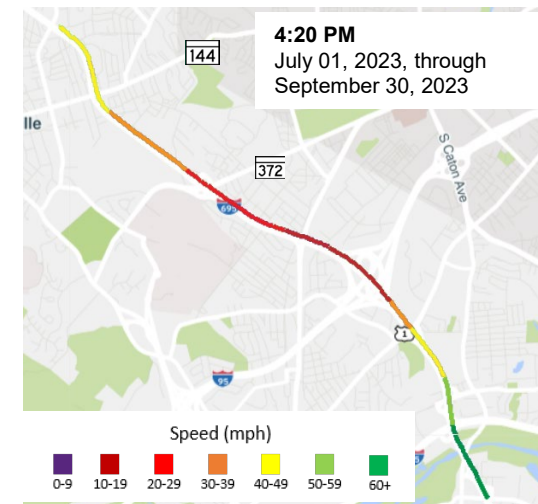 4:20 PM
July 01, 2023, through
September 30, 2023
144
lle
S Caton Ave
372
695
1
95
Speed (mph)
0-9 10-19 20-29 30-39 40-49 50-59 60+